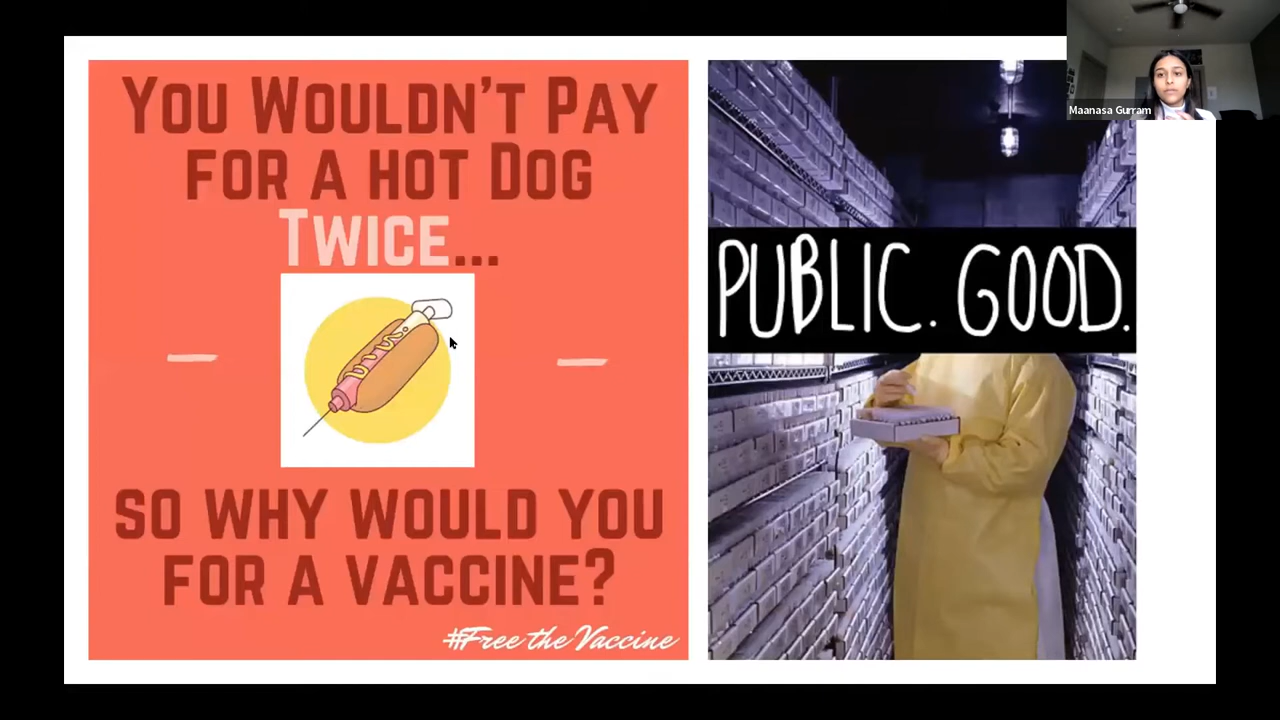 You Wouldn't Pay
for a hot Dog
Twice...
so why would you
for a vaccine?
#Free the Vaccine
PUBLIC. GOOD.
Maanasa Gurram